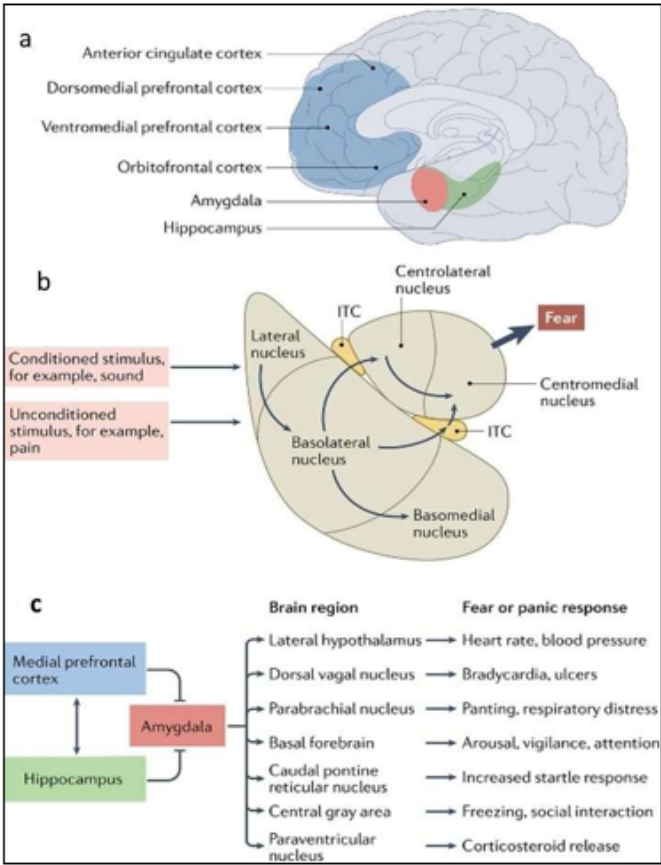 a
Anterior cingulate cortex
Dorsomedial prefrontal cortex
Ventromedial prefrontal cortex
Orbitofrontal cortex
Amygdala
Hippocampus
b
Centrolateral
nucleus
ITC
Fear
Lateral
nucleus
Conditioned stimulus,
for example, sound
Centromedial
nucleus
Unconditioned
stimulus, for example,
pain
ITC
Basolateral
nucleus
Basomedial
nucleus
c
Brain region
Fear or panic response
Medial prefrontal
cortex
Amygdala
Hippocampus
Lateral hypothalamus
Heart rate, blood pressure
Dorsal vagal nucleus
Bradycardia, ulcers
Parabrachial nucleus
Panting, respiratory distress
Basal forebrain
Arousal, vigilance, attention
Caudal pontine
reticular nucleus
Increased startle response
Central gray area
Freezing, social interaction
Paraventricular
nucleus
Corticosteroid release